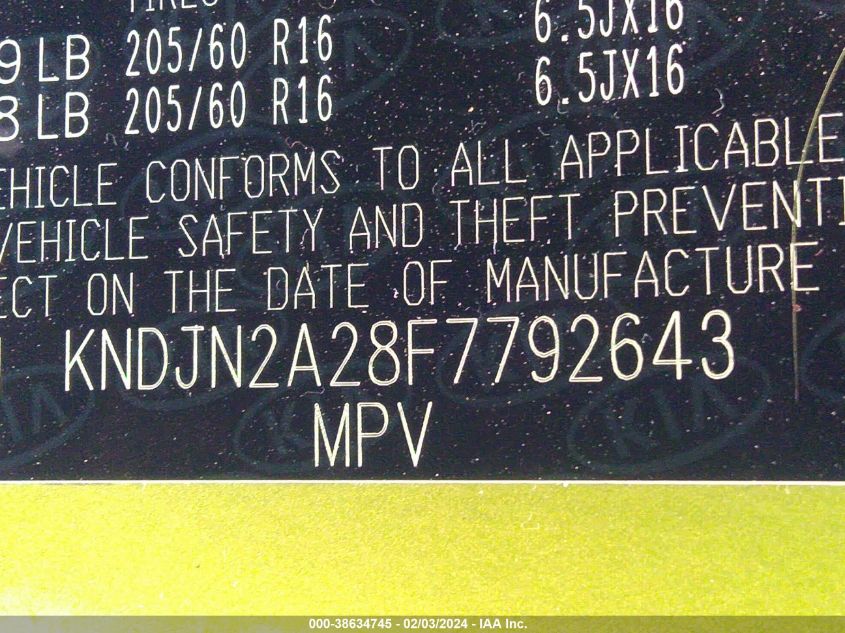 9 LB 205/60 R16 6.5JX16
8 LB 205/60 R16 6.5JX16
VEHICLE CONFORMS TO ALL APPLICABLE
VEHICLE SAFETY AND THEFT PREVENTI
ECT ON THE DATE OF MANUFACTURE
KNDJN2A28F7792643
MPV
KIA
000-38634745 - 02/03/2024 - IAA Inc.